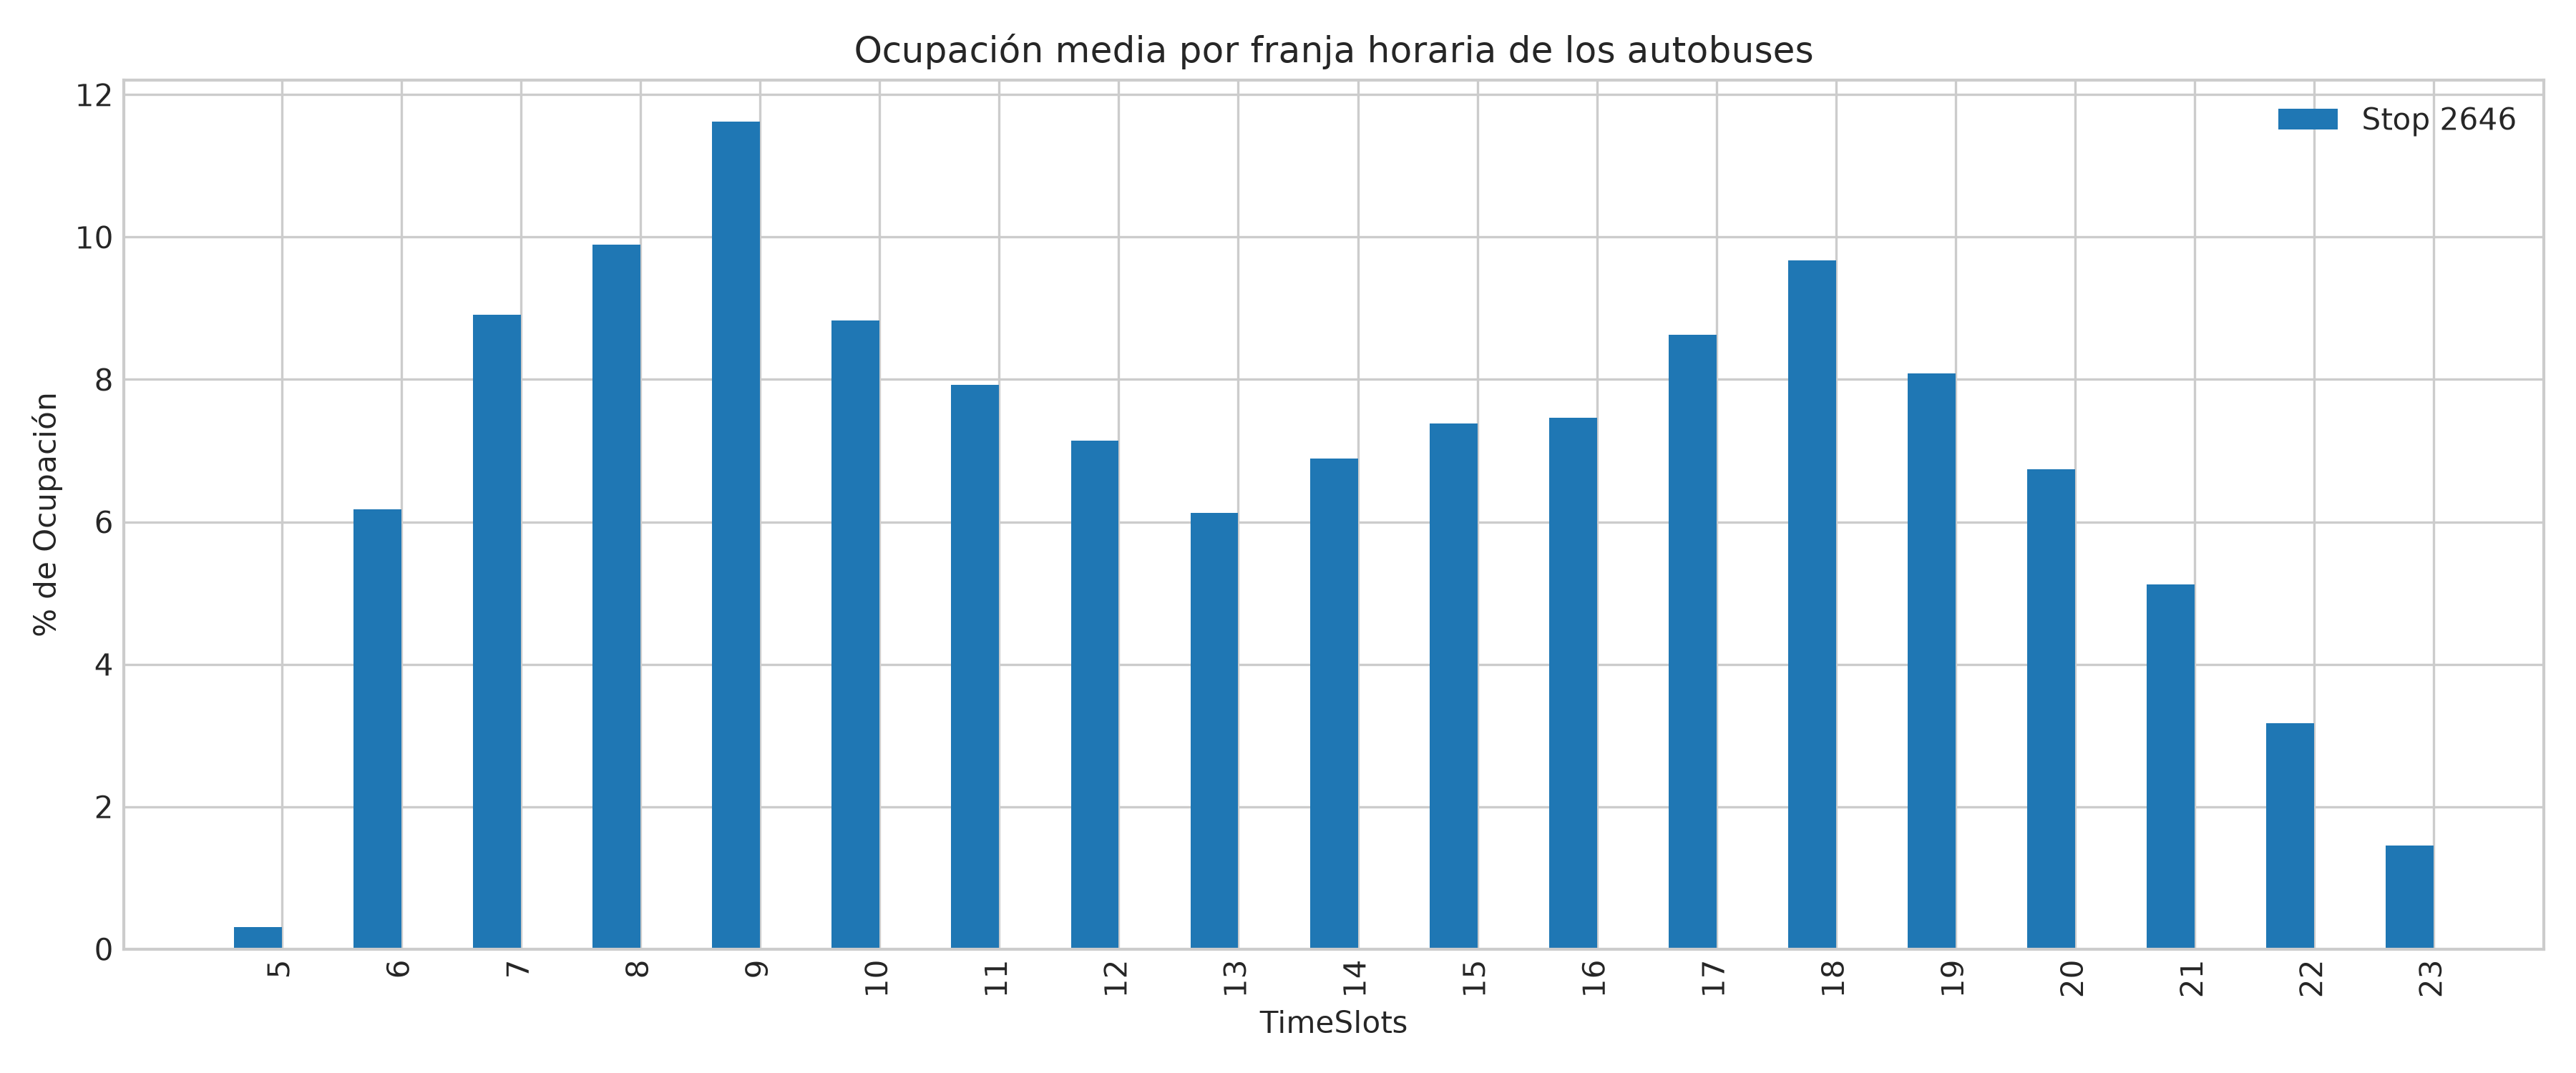 Ocupación media por franja horaria de los autobuses
Stop 2646
% de Ocupación
12
10
8
6
4
2
0
5 6 7 8 9 10 11 12 13 14 15 16 17 18 19 20 21 22 23
TimeSlots